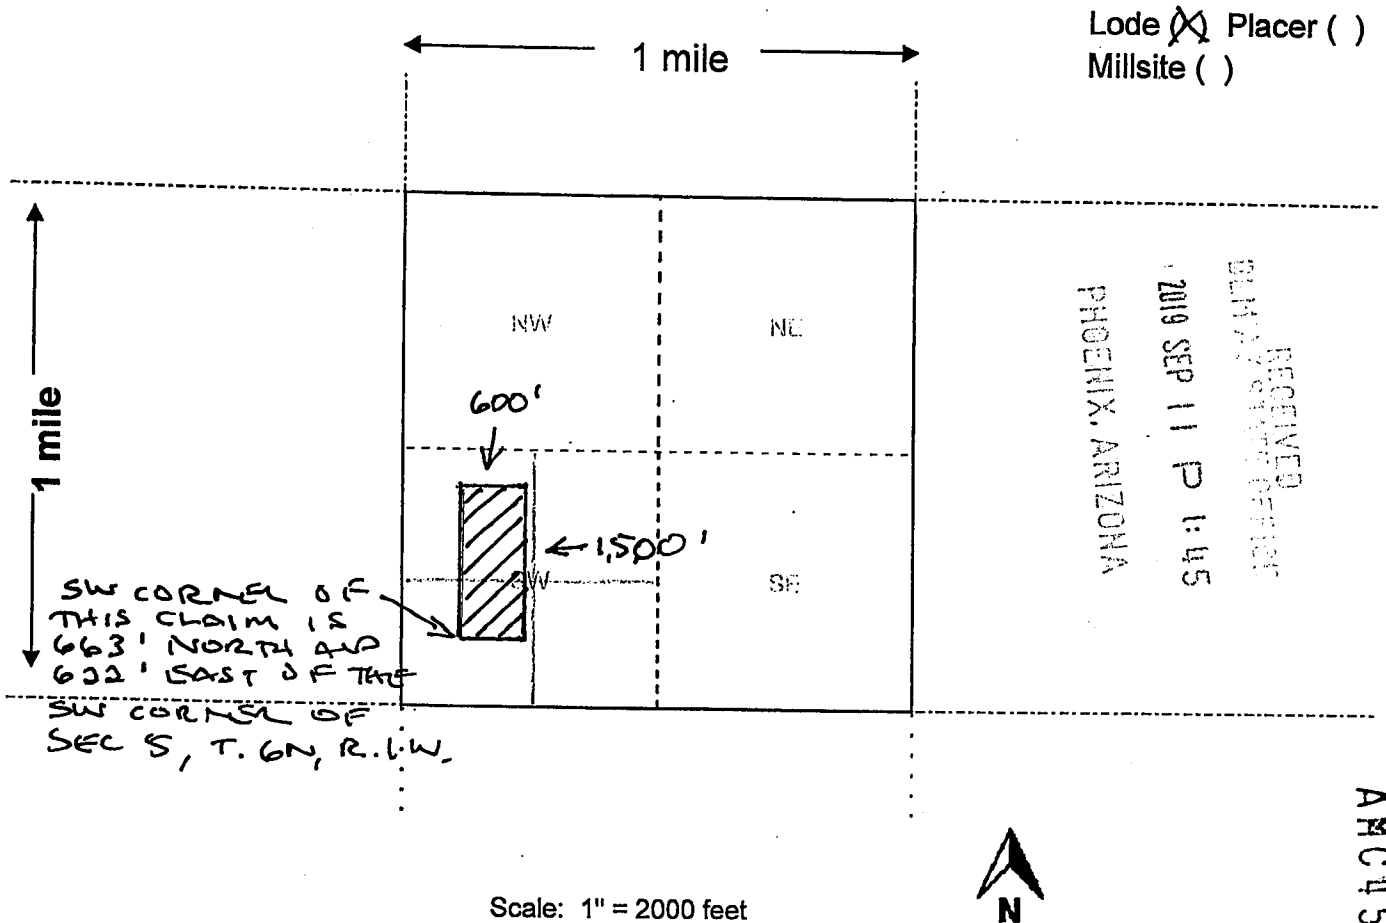 Lode (X) Placer ( )
Millsite ( )
1 mile
1 mile
NW
NE
600'
1,500'
SW
SE
SW CORNER OF
THIS CLAIM IS
663' NORTH AND
622' EAST OF THE
SW CORNER OF
SEC 5, T. 6N, R.1.W.
RECEIVED
2019 SEP 11 P 1:45
PHOENIX, ARIZONA
Scale: 1" = 2000 feet
N